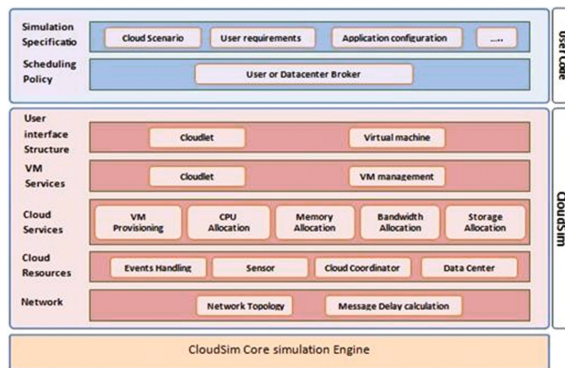 Simulation
Specificatio
Cloud Scenario
User requirements
Application configuration
.....
Scheduling
Policy
User or Datacenter Broker
User Code
User
interface
Structure
Cloudlet
Virtual machine
VM
Services
Cloudlet
VM management
Cloud
Services
VM
Provisioning
CPU
Allocation
Memory
Allocation
Bandwidth
Allocation
Storage
Allocation
Cloud
Resources
Events Handling
Sensor
Cloud Coordinator
Data Center
Network
Network Topology
Message Delay calculation
CloudSim
CloudSim Core simulation Engine